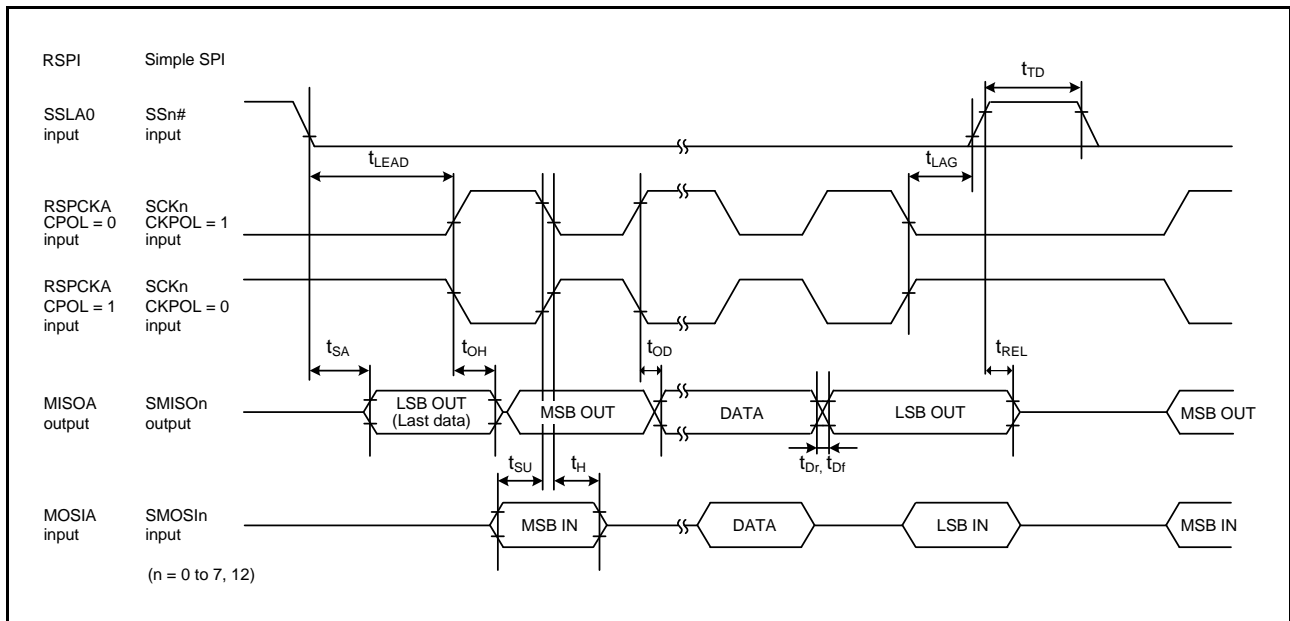 RSPI Simple SPI
tTD
SSLA0 SSn#
input input
tLEAD tLAG
RSPCKA SCKn
CPOL = 0 CKPOL = 1
input input
RSPCKA SCKn
CPOL = 1 CKPOL = 0
input input
tSA tOH tOD tREL
MISOA SMISOn
output output
LSB OUT
(Last data)
MSB OUT DATA LSB OUT MSB OUT
tSU tH tDr, tDf
MOSIA SMOSIn
input input
MSB IN DATA LSB IN MSB IN
(n = 0 to 7, 12)